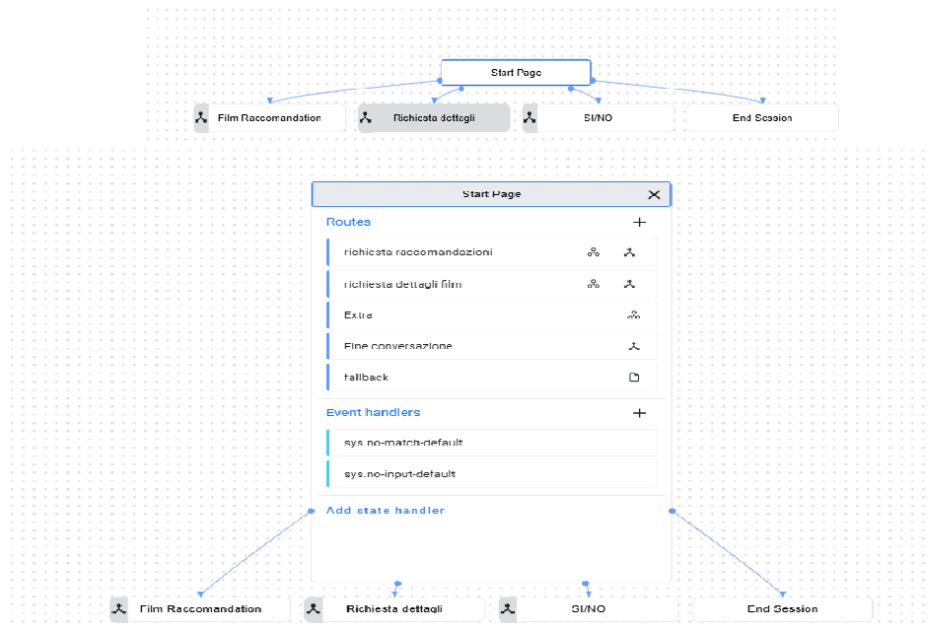 Start Page
Film Raccomandation
Richiesta dettagli
SI/NO
End Session
Start Page
Routes
richiesta raccomandazioni
richiesta dettagli film
Extra
Fine conversazione
fallback
Event handlers
sys.no-match-default
sys.no-input-default
Add state handler
Film Raccomandation
Richiesta dettagli
SI/NO
End Session